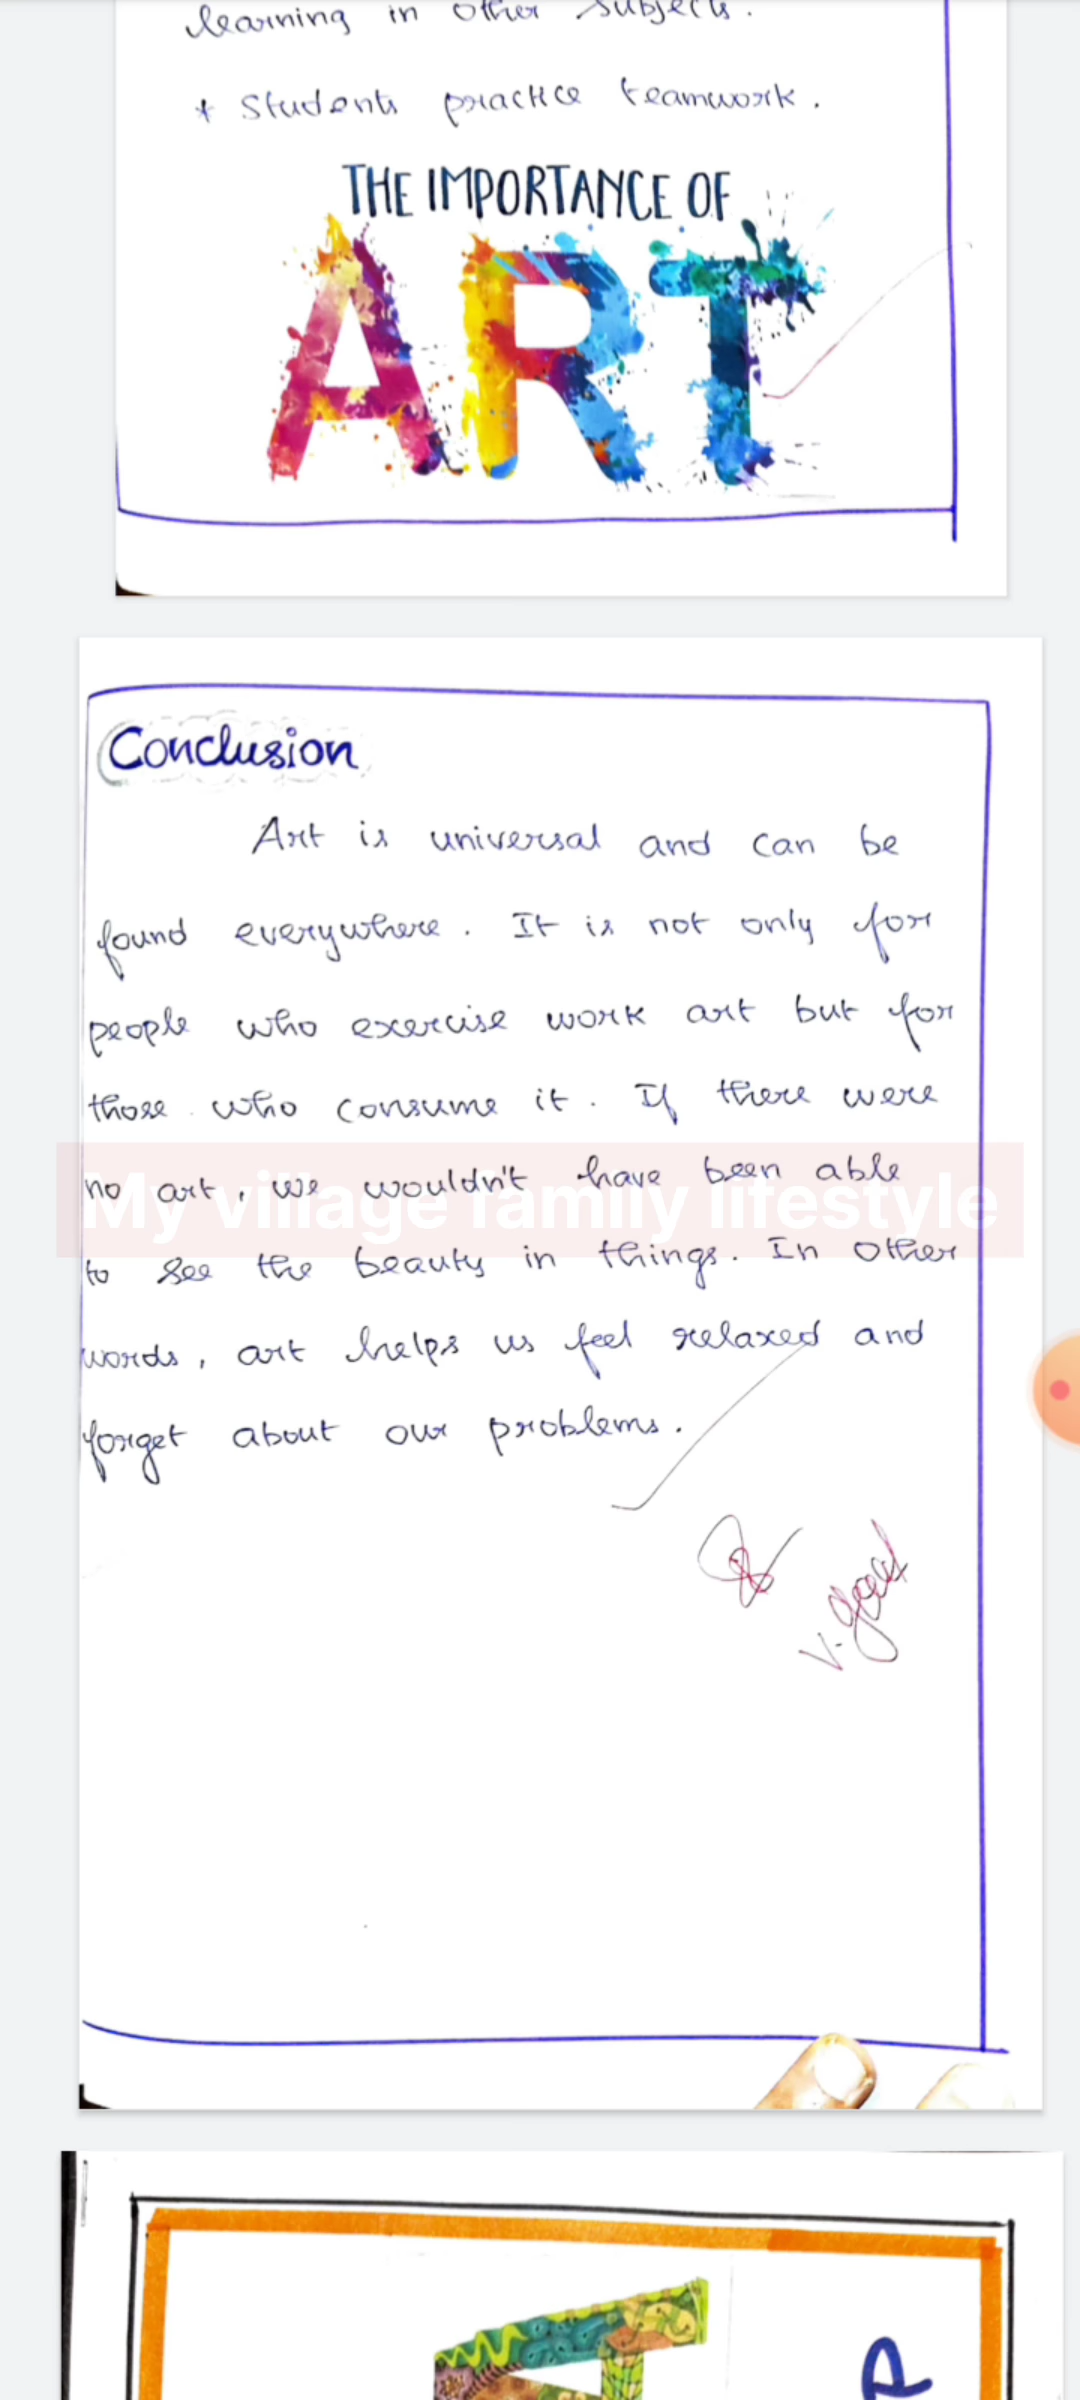 learning in other subjects.
* Students practice teamwork.
THE IMPORTANCE OF
ART
Conclusion
Art is universal and can be
found everywhere. It is not only for
people who exercise work art but for
those who consume it. If there were
no art, we wouldn't have been able
My village family lifestyle
to see the beauty in things. In other
words, art helps us feel relaxed and
forget about our problems.
V. good
A